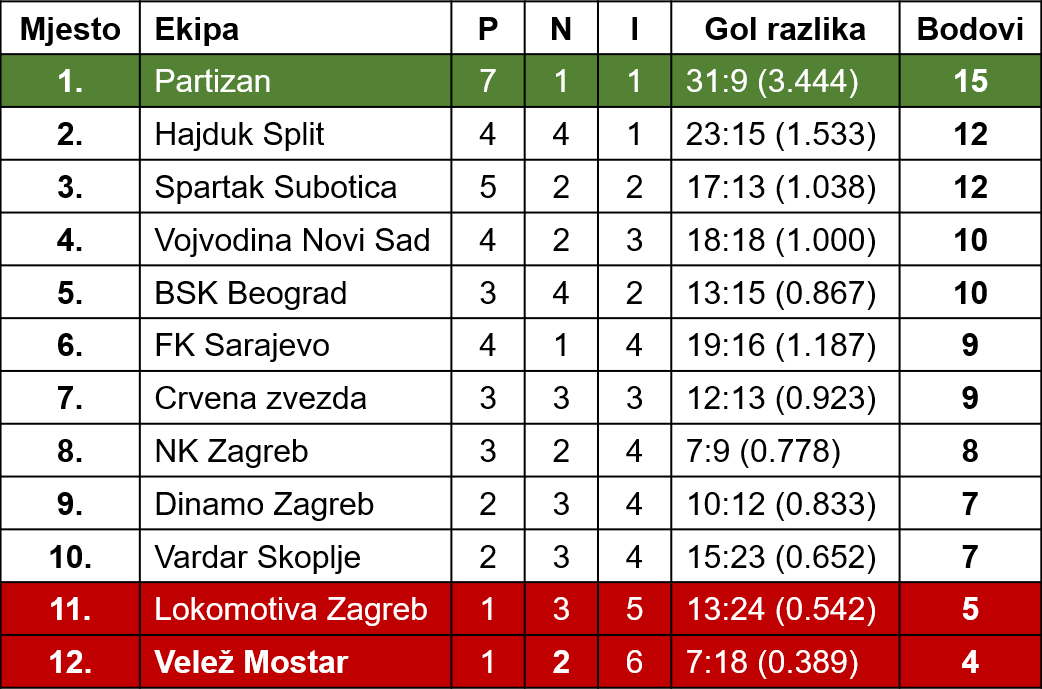 Mjesto Ekipa P N I Gol razlika Bodovi
1. Partizan 7 1 1 31:9 (3.444) 15
2. Hajduk Split 4 4 1 23:15 (1.533) 12
3. Spartak Subotica 5 2 2 17:13 (1.038) 12
4. Vojvodina Novi Sad 4 2 3 18:18 (1.000) 10
5. BSK Beograd 3 4 2 13:15 (0.867) 10
6. FK Sarajevo 4 1 4 19:16 (1.187) 9
7. Crvena zvezda 3 3 3 12:13 (0.923) 9
8. NK Zagreb 3 2 4 7:9 (0.778) 8
9. Dinamo Zagreb 2 3 4 10:12 (0.833) 7
10. Vardar Skoplje 2 3 4 15:23 (0.652) 7
11. Lokomotiva Zagreb 1 3 5 13:24 (0.542) 5
12. Velež Mostar 1 2 6 7:18 (0.389) 4